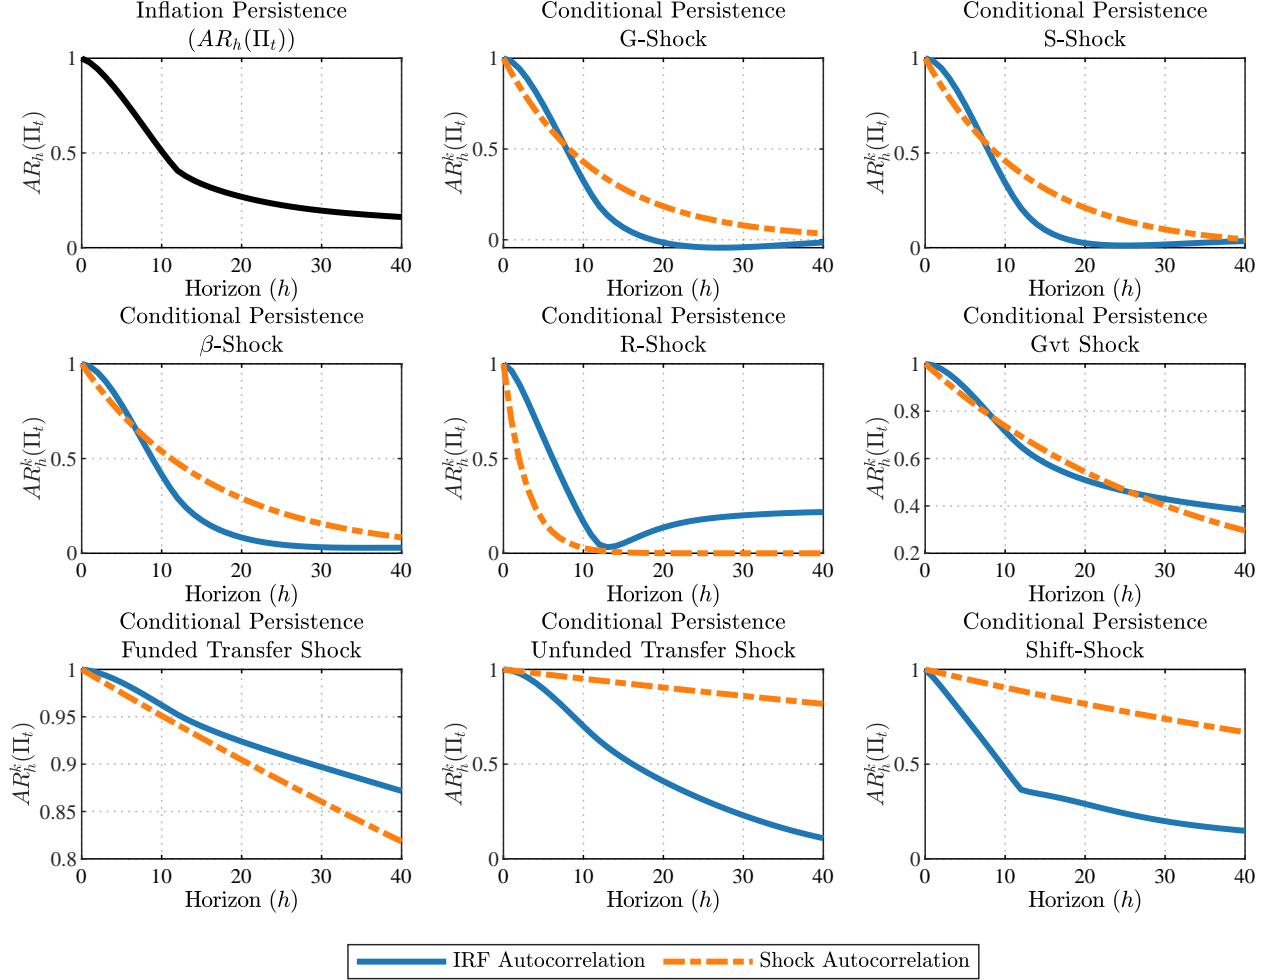 Inflation Persistence
(AR_h(Π_t))
1
0.5
0
AR_h(Π_t)
0 10 20 30 40
Horizon (h)
Conditional Persistence
G-Shock
1
0.5
0
AR_h^k(Π_t)
0 10 20 30 40
Horizon (h)
Conditional Persistence
S-Shock
1
0.5
0
AR_h^k(Π_t)
0 10 20 30 40
Horizon (h)
Conditional Persistence
β-Shock
1
0.5
0
AR_h^k(Π_t)
0 10 20 30 40
Horizon (h)
Conditional Persistence
R-Shock
1
0.5
0
AR_h^k(Π_t)
0 10 20 30 40
Horizon (h)
Conditional Persistence
Gvt Shock
1
0.8
0.6
0.4
0.2
AR_h^k(Π_t)
0 10 20 30 40
Horizon (h)
Conditional Persistence
Funded Transfer Shock
1
0.95
0.9
0.85
0.8
AR_h^k(Π_t)
0 10 20 30 40
Horizon (h)
Conditional Persistence
Unfunded Transfer Shock
1
0.5
0
AR_h^k(Π_t
0 10 20 30 40
Horizon (h)
Conditional Persistence
Shift-Shock
1
0.5
0
AR_h^k(Π_t)
0 10 20 30 40
Horizon (h)
IRF Autocorrelation Shock Autocorrelation